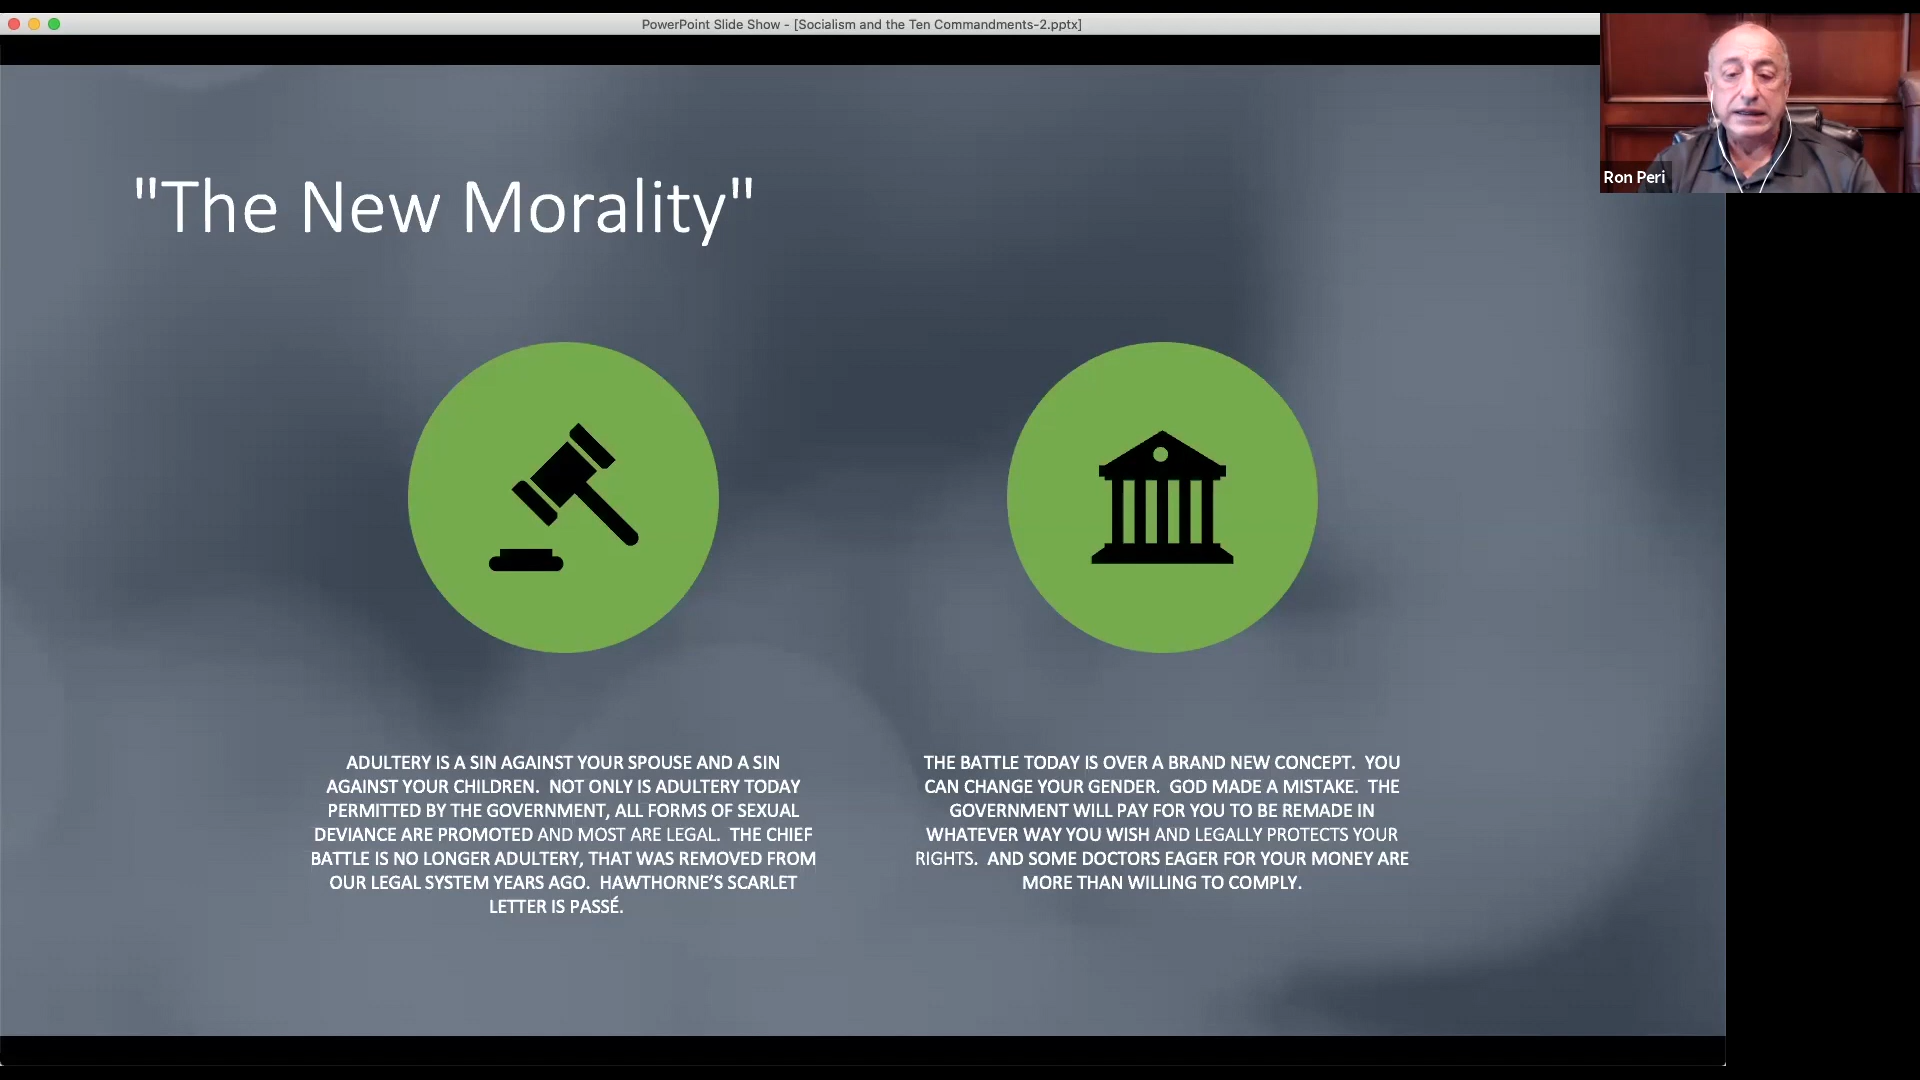 PowerPoint Slide Show - [Socialism and the Ten Commandments-2.pptx]
Ron Peri
"The New Morality"
ADULTERY IS A SIN AGAINST YOUR SPOUSE AND A SIN
AGAINST YOUR CHILDREN.  NOT ONLY IS ADULTERY TODAY
PERMITTED BY THE GOVERNMENT, ALL FORMS OF SEXUAL
DEVIANCE ARE PROMOTED AND MOST ARE LEGAL.  THE CHIEF
BATTLE IS NO LONGER ADULTERY, THAT WAS REMOVED FROM
OUR LEGAL SYSTEM YEARS AGO.  HAWTHORNE’S SCARLET
LETTER IS PASSÉ.
THE BATTLE TODAY IS OVER A BRAND NEW CONCEPT.  YOU
CAN CHANGE YOUR GENDER.  GOD MADE A MISTAKE.  THE
GOVERNMENT WILL PAY FOR YOU TO BE REMADE IN
WHATEVER WAY YOU WISH AND LEGALLY PROTECTS YOUR
RIGHTS.  AND SOME DOCTORS EAGER FOR YOUR MONEY ARE
MORE THAN WILLING TO COMPLY.